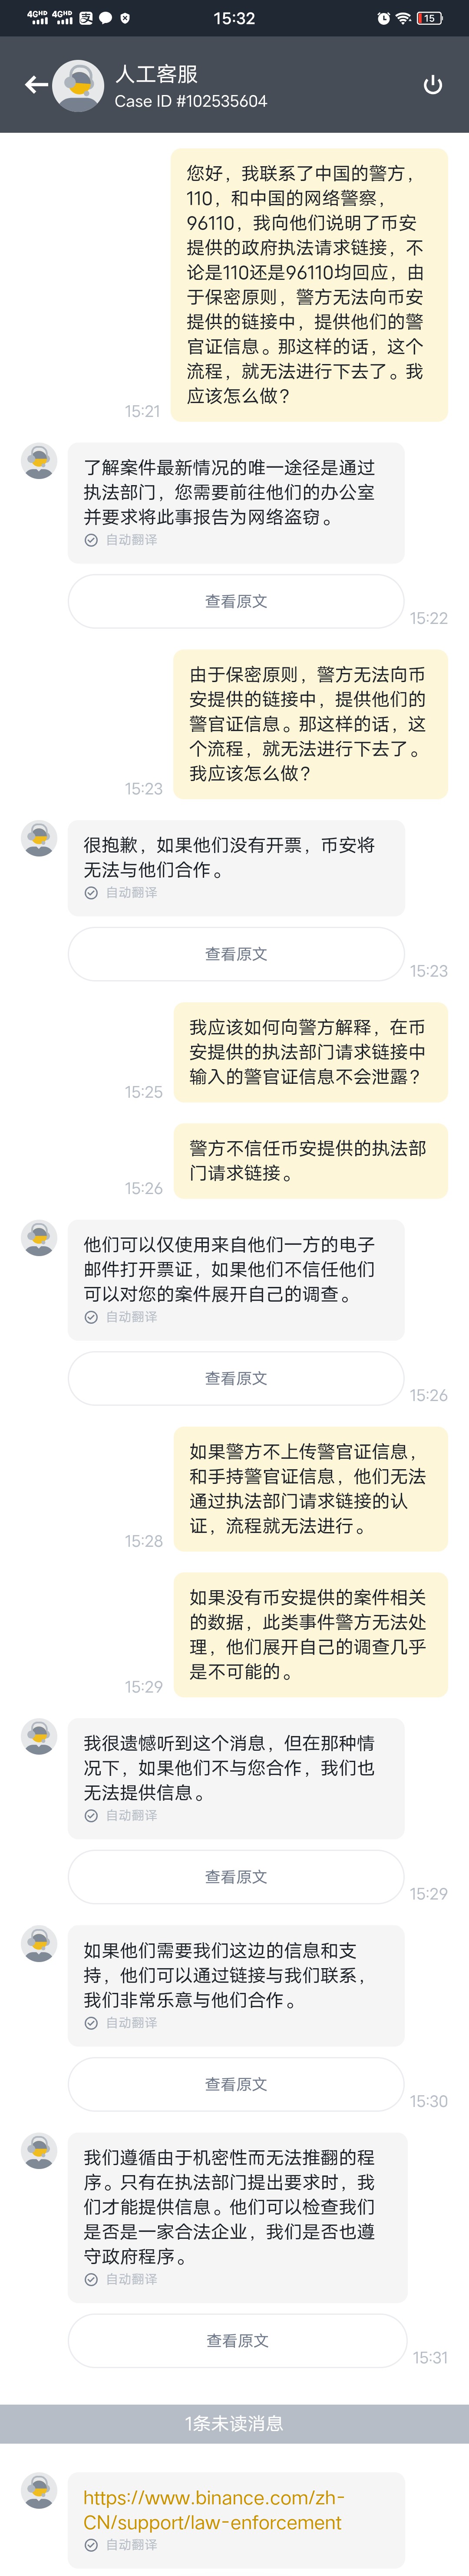 4GHD 4GHD 15:32 15
人工客服
Case ID #102535604
您好，我联系了中国的警方，
110，和中国的网络警察，
96110，我向他们说明了币安
提供的政府执法请求链接，不
论是110还是96110均回应，由
于保密原则，警方无法向币安
提供的链接中，提供他们的警
官证信息。那这样的话，这个
流程，就无法进行下去了。我
应该怎么做？
15:21
了解案件最新情况的唯一途径是通过
执法部门，您需要前往他们的办公室
并要求将此事报告为网络盗窃。
自动翻译
查看原文
15:22
由于保密原则，警方无法向币
安提供的链接中，提供他们的
警官证信息。那这样的话，这
个流程，就无法进行下去了。
我应该怎么做？
15:23
很抱歉，如果他们没有开票，币安将
无法与他们合作。
自动翻译
查看原文
15:23
我应该如何向警方解释，在币
安提供的执法部门请求链接中
输入的警官证信息不会泄露？
15:25
警方不信任币安提供的执法部
门请求链接。
15:26
他们可以仅使用来自他们一方的电子
邮件打开票证，如果他们不信任他们
可以对您的案件展开自己的调查。
自动翻译
查看原文
15:26
如果警方不上传警官证信息，
和手持警官证信息，他们无法
通过执法部门请求链接的认
证，流程就无法进行。
15:28
如果没有币安提供的案件相关
的数据，此类事件警方无法处
理，他们展开自己的调查几乎
是不可能的。
15:29
我很遗憾听到这个消息，但在那种情
况下，如果他们不与您合作，我们也
无法提供信息。
自动翻译
查看原文
15:29
如果他们需要我们这边的信息和支
持，他们可以通过链接与我们联系，
我们非常乐意与他们合作。
自动翻译
查看原文
15:30
我们遵循由于机密性而无法推翻的程
序。只有在执法部门提出要求时，我
们才能提供信息。他们可以检查我们
是否是一家合法企业，我们是否也遵
守政府程序。
自动翻译
查看原文
15:31
1条未读消息
https://www.binance.com/zh-
CN/support/law-enforcement
自动翻译